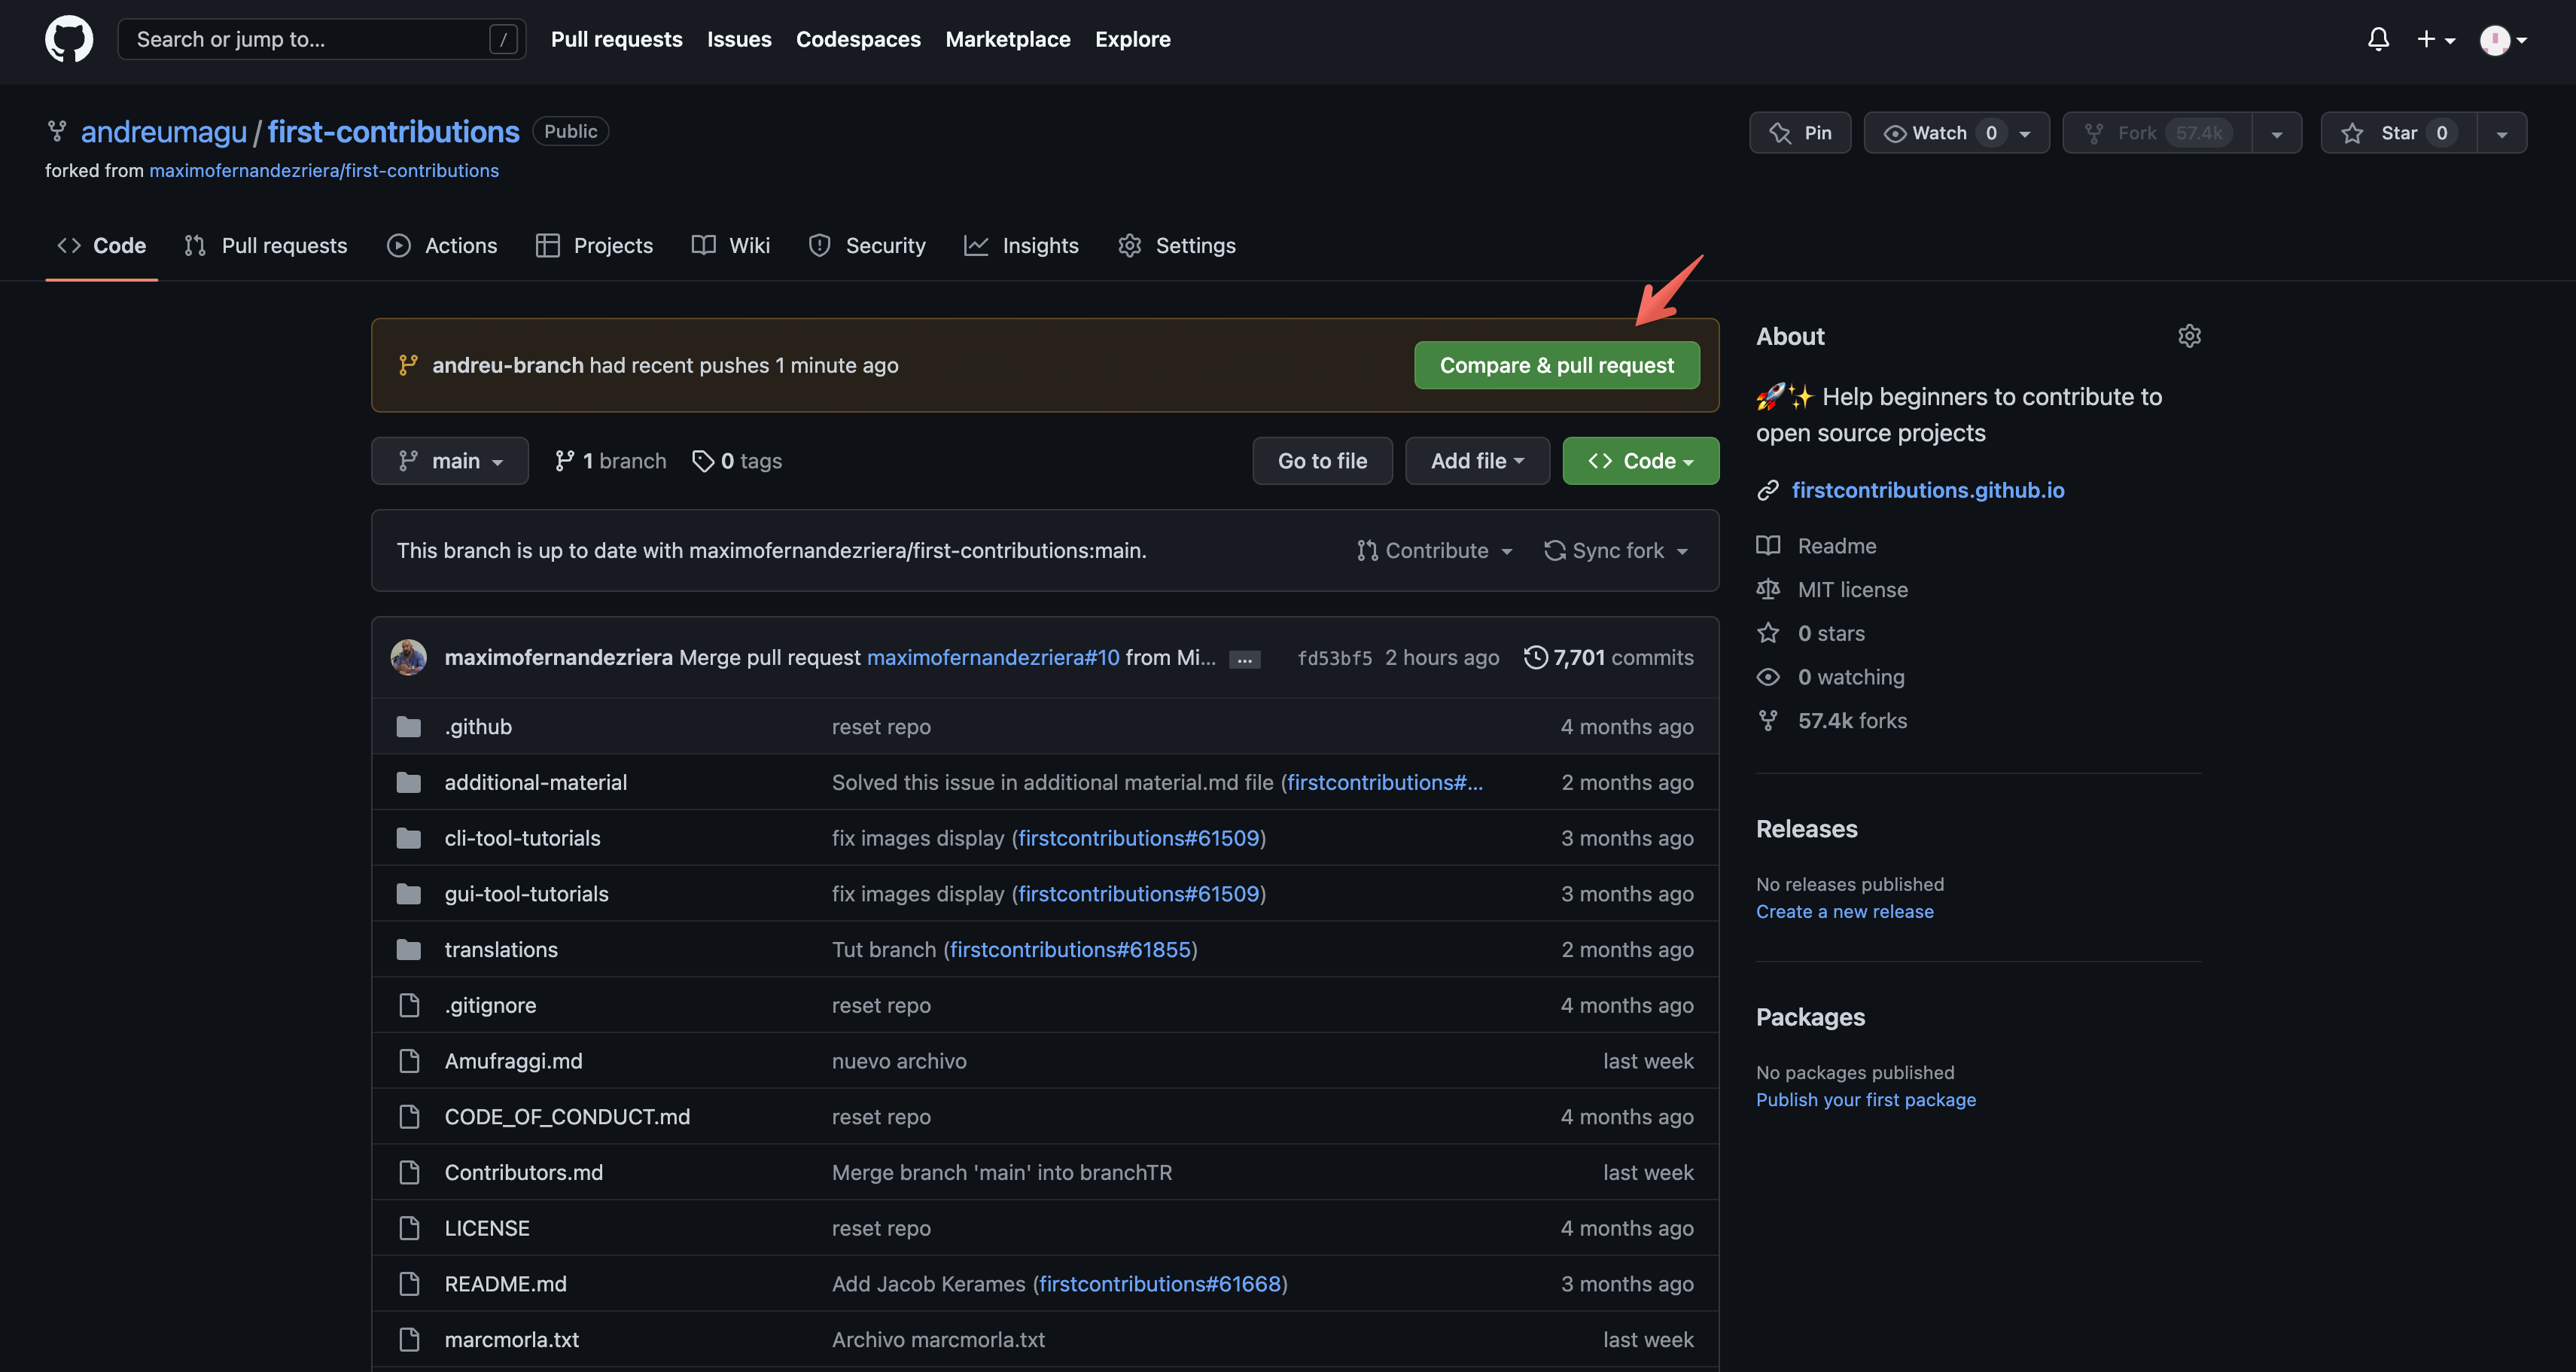 Search or jump to... / Pull requests Issues Codespaces Marketplace Explore
andreumagu / first-contributions Public Pin Watch 0 Fork 57.4k Star 0
forked from maximofernandezriera/first-contributions
Code Pull requests Actions Projects Wiki Security Insights Settings
andreu-branch had recent pushes 1 minute ago Compare & pull request
main 1 branch 0 tags Go to file Add file Code
This branch is up to date with maximofernandezriera/first-contributions:main. Contribute Sync fork
maximofernandezriera Merge pull request maximofernandezriera#10 from Mi... ... fd53bf5 2 hours ago 7,701 commits
.github reset repo 4 months ago
additional-material Solved this issue in additional material.md file (firstcontributions#... 2 months ago
cli-tool-tutorials fix images display (firstcontributions#61509) 3 months ago
gui-tool-tutorials fix images display (firstcontributions#61509) 3 months ago
translations Tut branch (firstcontributions#61855) 2 months ago
.gitignore reset repo 4 months ago
Amufraggi.md nuevo archivo last week
CODE_OF_CONDUCT.md reset repo 4 months ago
Contributors.md Merge branch 'main' into branchTR last week
LICENSE reset repo 4 months ago
README.md Add Jacob Kerames (firstcontributions#61668) 3 months ago
marcmorla.txt Archivo marcmorla.txt last week
About
🚀✨ Help beginners to contribute to
open source projects
firstcontributions.github.io
Readme
MIT license
0 stars
0 watching
57.4k forks
Releases
No releases published
Create a new release
Packages
No packages published
Publish your first package